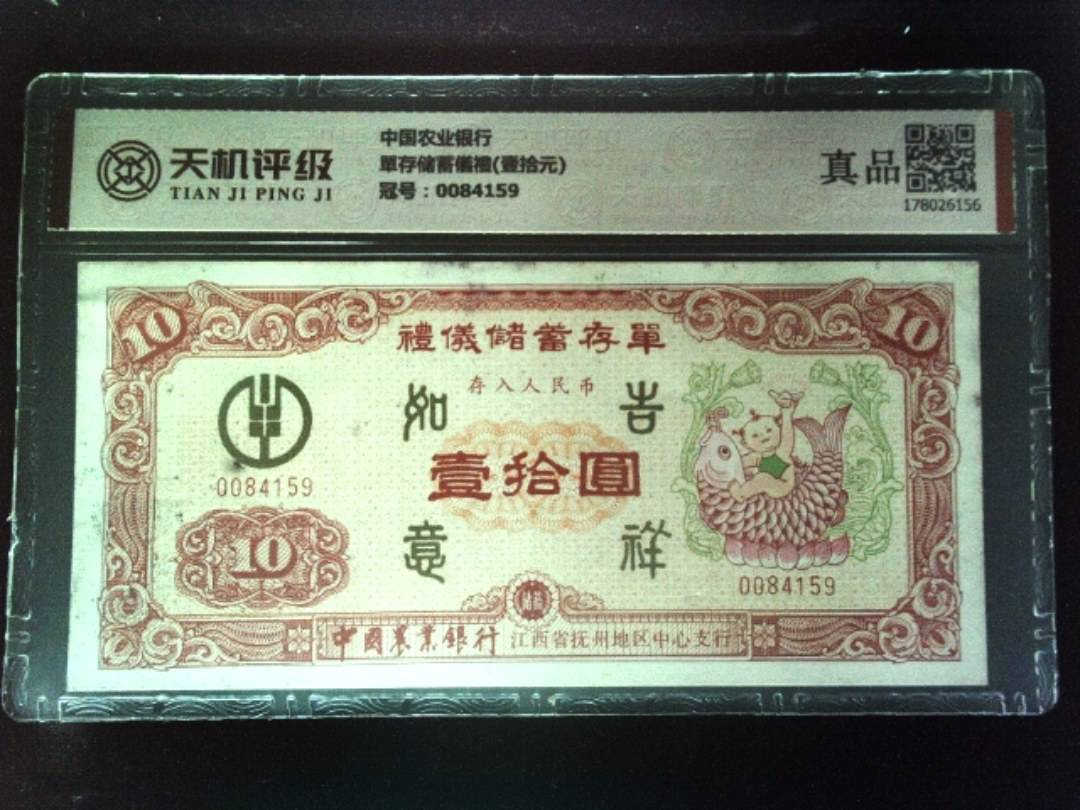 天机评级
TIAN JI PING JI
中国农业银行
單存储蓄儀禮(壹拾元)
冠号：0084159
真品
178026156
10
10
禮儀儲蓄存單
存入人民币
如
吉
壹拾圓
0084159
意
祥
10
0084159
中國農業銀行 江西省抚州地区中心支行